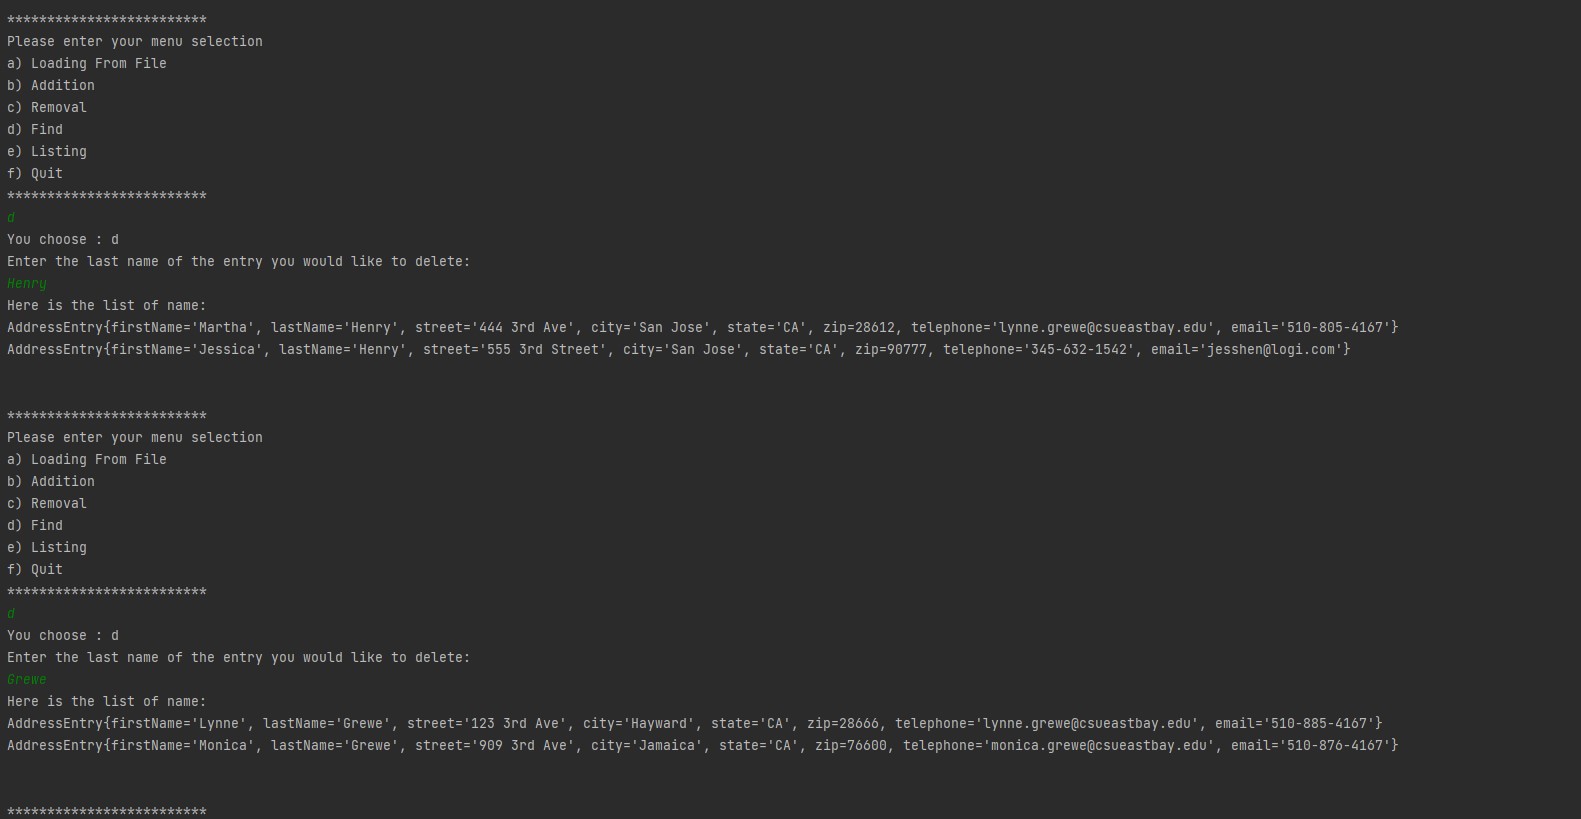 *************************
Please enter your menu selection
a) Loading From File
b) Addition
c) Removal
d) Find
e) Listing
f) Quit
*************************
d
You choose : d
Enter the last name of the entry you would like to delete:
Henry
Here is the list of name:
AddressEntry{firstName='Martha', lastName='Henry', street='444 3rd Ave', city='San Jose', state='CA', zip=28612, telephone='lynne.grewe@csueastbay.edu', email='510-805-4167'}
AddressEntry{firstName='Jessica', lastName='Henry', street='555 3rd Street', city='San Jose', state='CA', zip=90777, telephone='345-632-1542', email='jesshen@logi.com'}
*************************
Please enter your menu selection
a) Loading From File
b) Addition
c) Removal
d) Find
e) Listing
f) Quit
*************************
d
You choose : d
Enter the last name of the entry you would like to delete:
Grewe
Here is the list of name:
AddressEntry{firstName='Lynne', lastName='Grewe', street='123 3rd Ave', city='Hayward', state='CA', zip=28666, telephone='lynne.grewe@csueastbay.edu', email='510-885-4167'}
AddressEntry{firstName='Monica', lastName='Grewe', street='909 3rd Ave', city='Jamaica', state='CA', zip=76600, telephone='monica.grewe@csueastbay.edu', email='510-876-4167'}
*************************